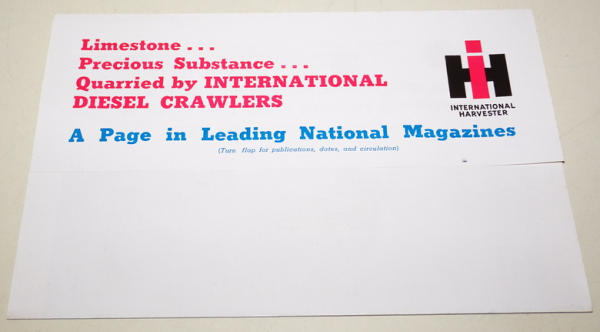 Limestone . . .
Precious Substance . . .
Quarried by INTERNATIONAL
DIESEL CRAWLERS
IH
INTERNATIONAL
HARVESTER
A Page in Leading National Magazines
(Turn flap for publications, dates, and circulation)